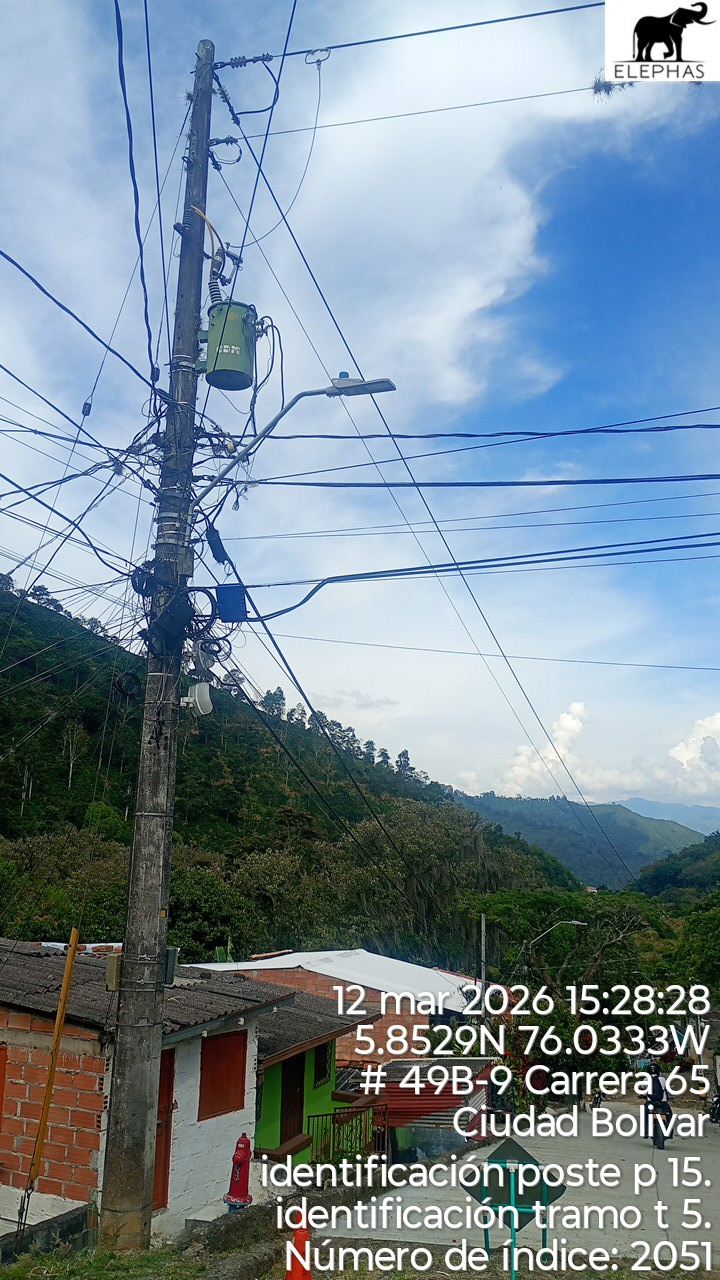 ELEPHAS
12 mar 2026 15:28:28
5.8529N 76.0333W
# 49B-9 Carrera 65
Ciudad Bolivar
identificación poste p 15.
identificación tramo t 5.
Número de índice: 2051